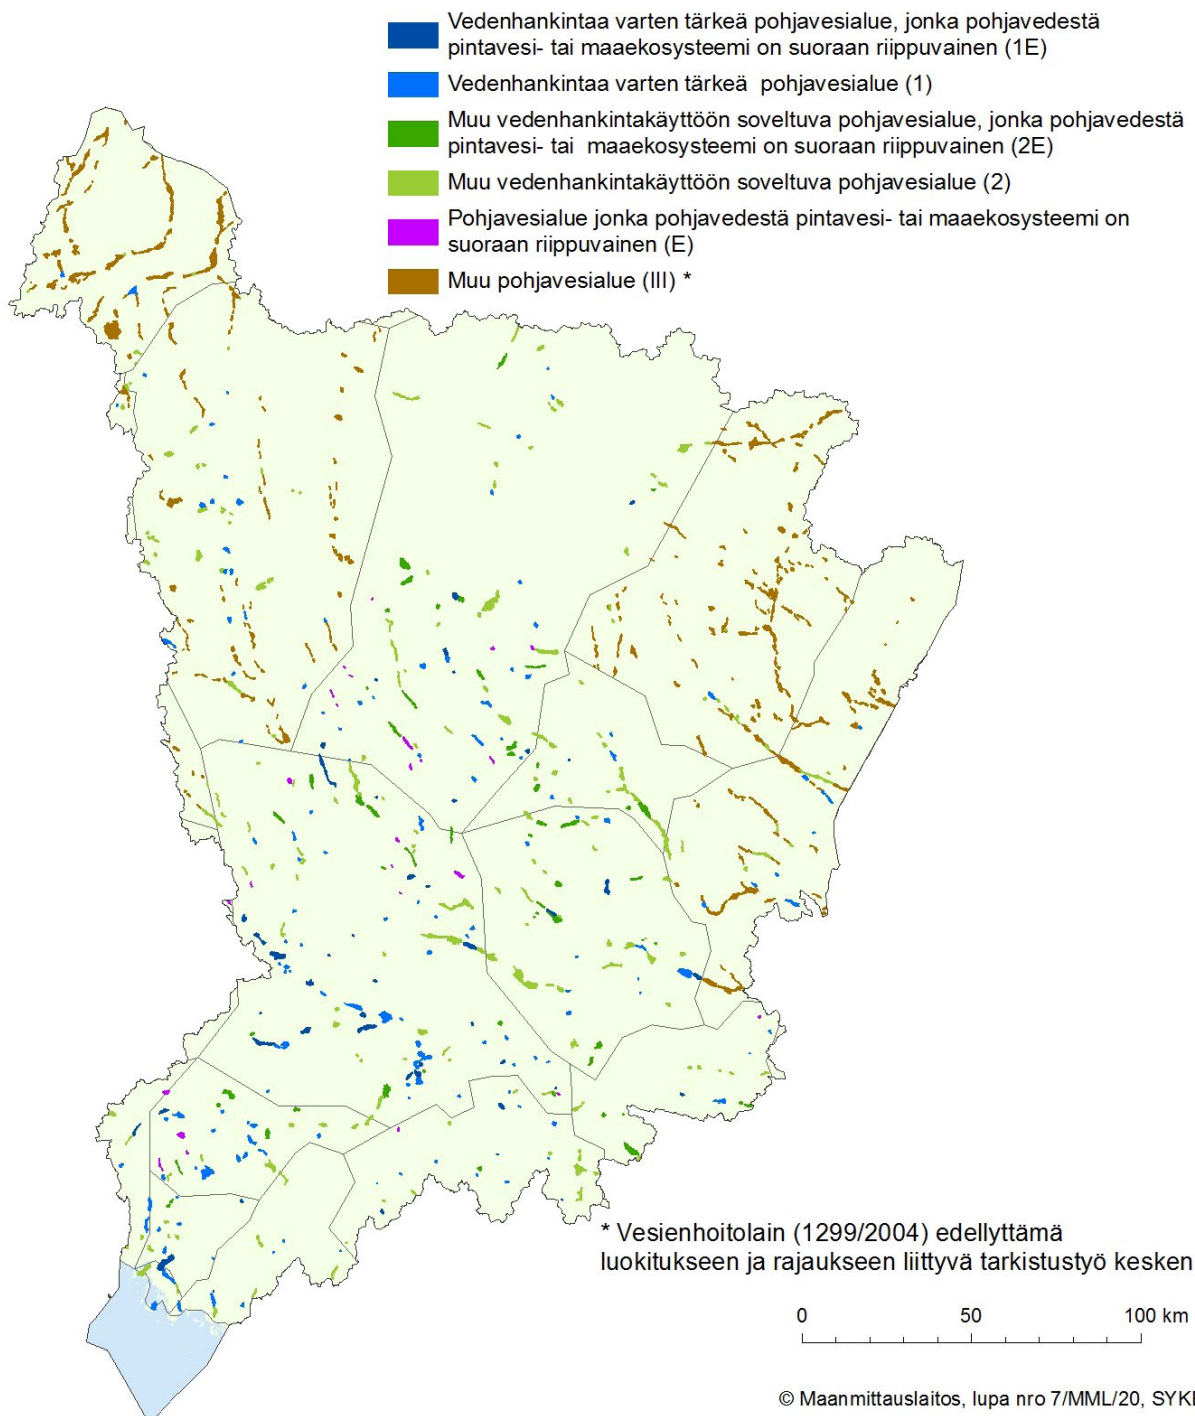 Vedenhankintaa varten tärkeä pohjavesialue, jonka pohjavedestä
pintavesi- tai maaekosysteemi on suoraan riippuvainen (1E)
Vedenhankintaa varten tärkeä pohjavesialue (1)
Muu vedenhankintakäyttöön soveltuva pohjavesialue, jonka pohjavedestä
pintavesi- tai maaekosysteemi on suoraan riippuvainen (2E)
Muu vedenhankintakäyttöön soveltuva pohjavesialue (2)
Pohjavesialue jonka pohjavedestä pintavesi- tai maaekosysteemi on
suoraan riippuvainen (E)
Muu pohjavesialue (III) *
* Vesienhoitolain (1299/2004) edellyttämä
luokitukseen ja rajaukseen liittyvä tarkistustyö kesken
0 50 100 km
© Maanmittauslaitos, lupa nro 7/MML/20, SYKE